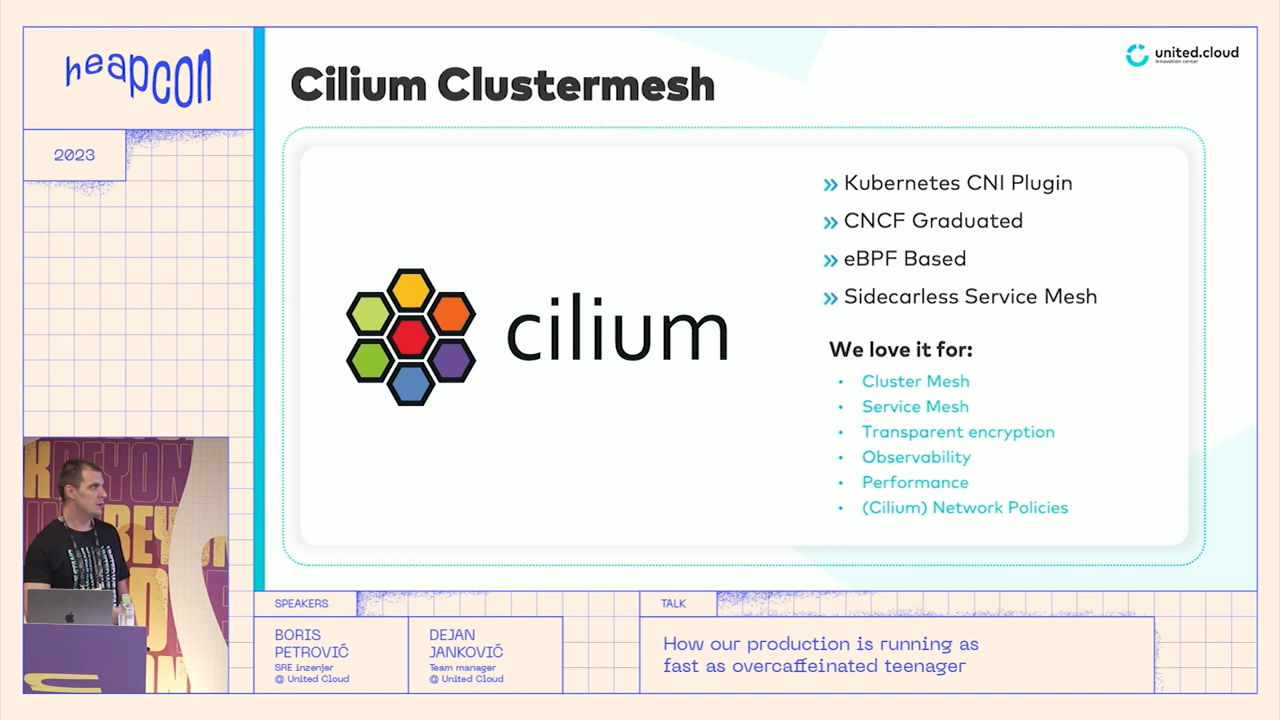 heapcon
2023
united.cloud
innovation center
Cilium Clustermesh
cilium
» Kubernetes CNI Plugin
» CNCF Graduated
» eBPF Based
» Sidecarless Service Mesh
We love it for:
• Cluster Mesh
• Service Mesh
• Transparent encryption
• Observability
• Performance
• (Cilium) Network Policies
SPEAKERS
BORIS
PETROVIĆ
SRE inzenjer
@ United Cloud
DEJAN
JANKOVIĆ
Team manager
@ United Cloud
TALK
How our production is running as
fast as overcaffeinated teenager